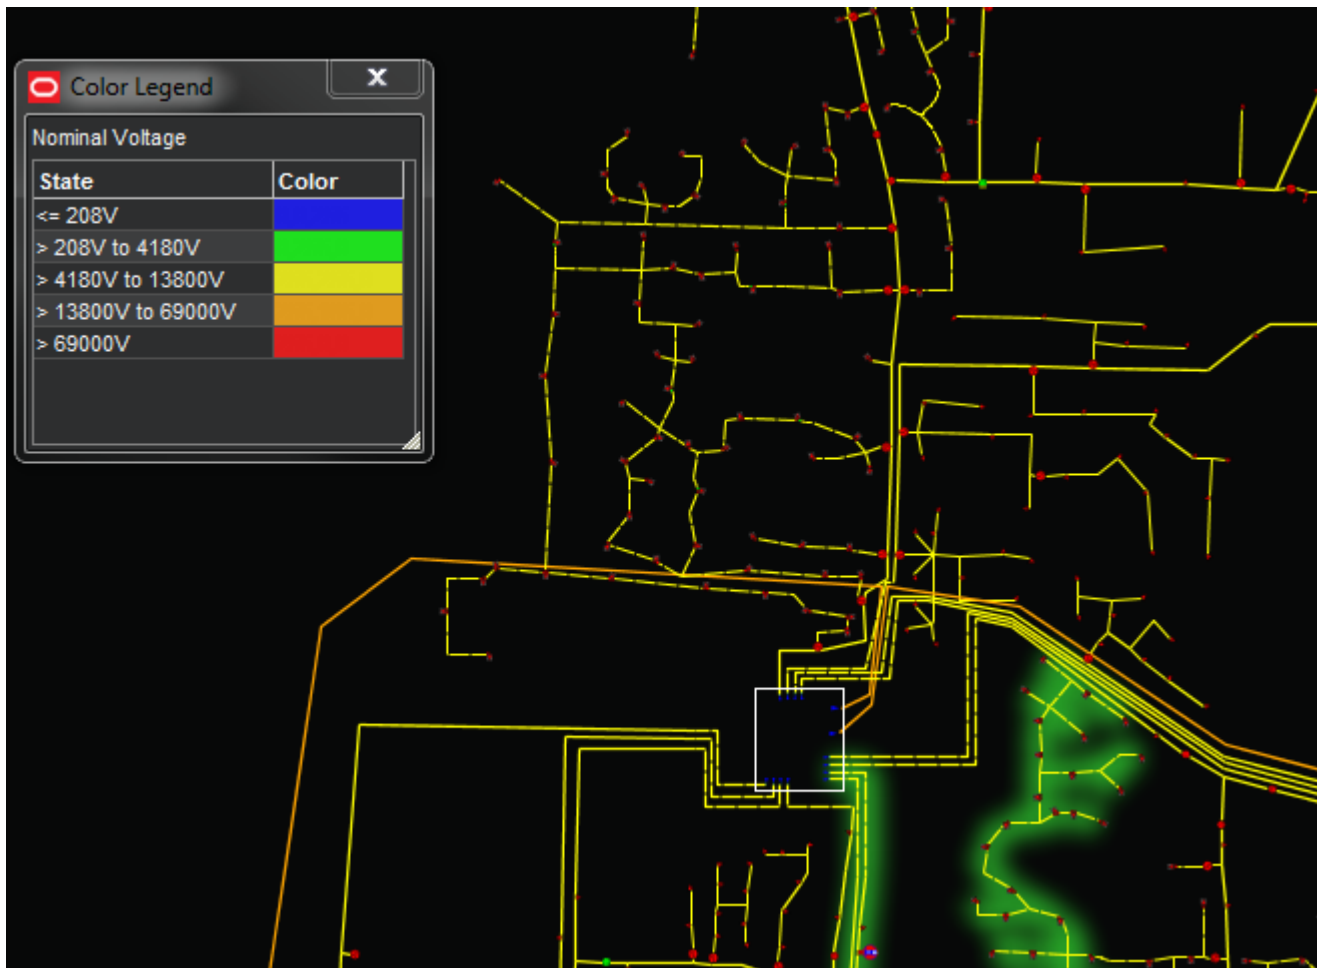 Color Legend
X
Nominal Voltage
State Color
<= 208V
> 208V to 4180V
> 4180V to 13800V
> 13800V to 69000V
> 69000V